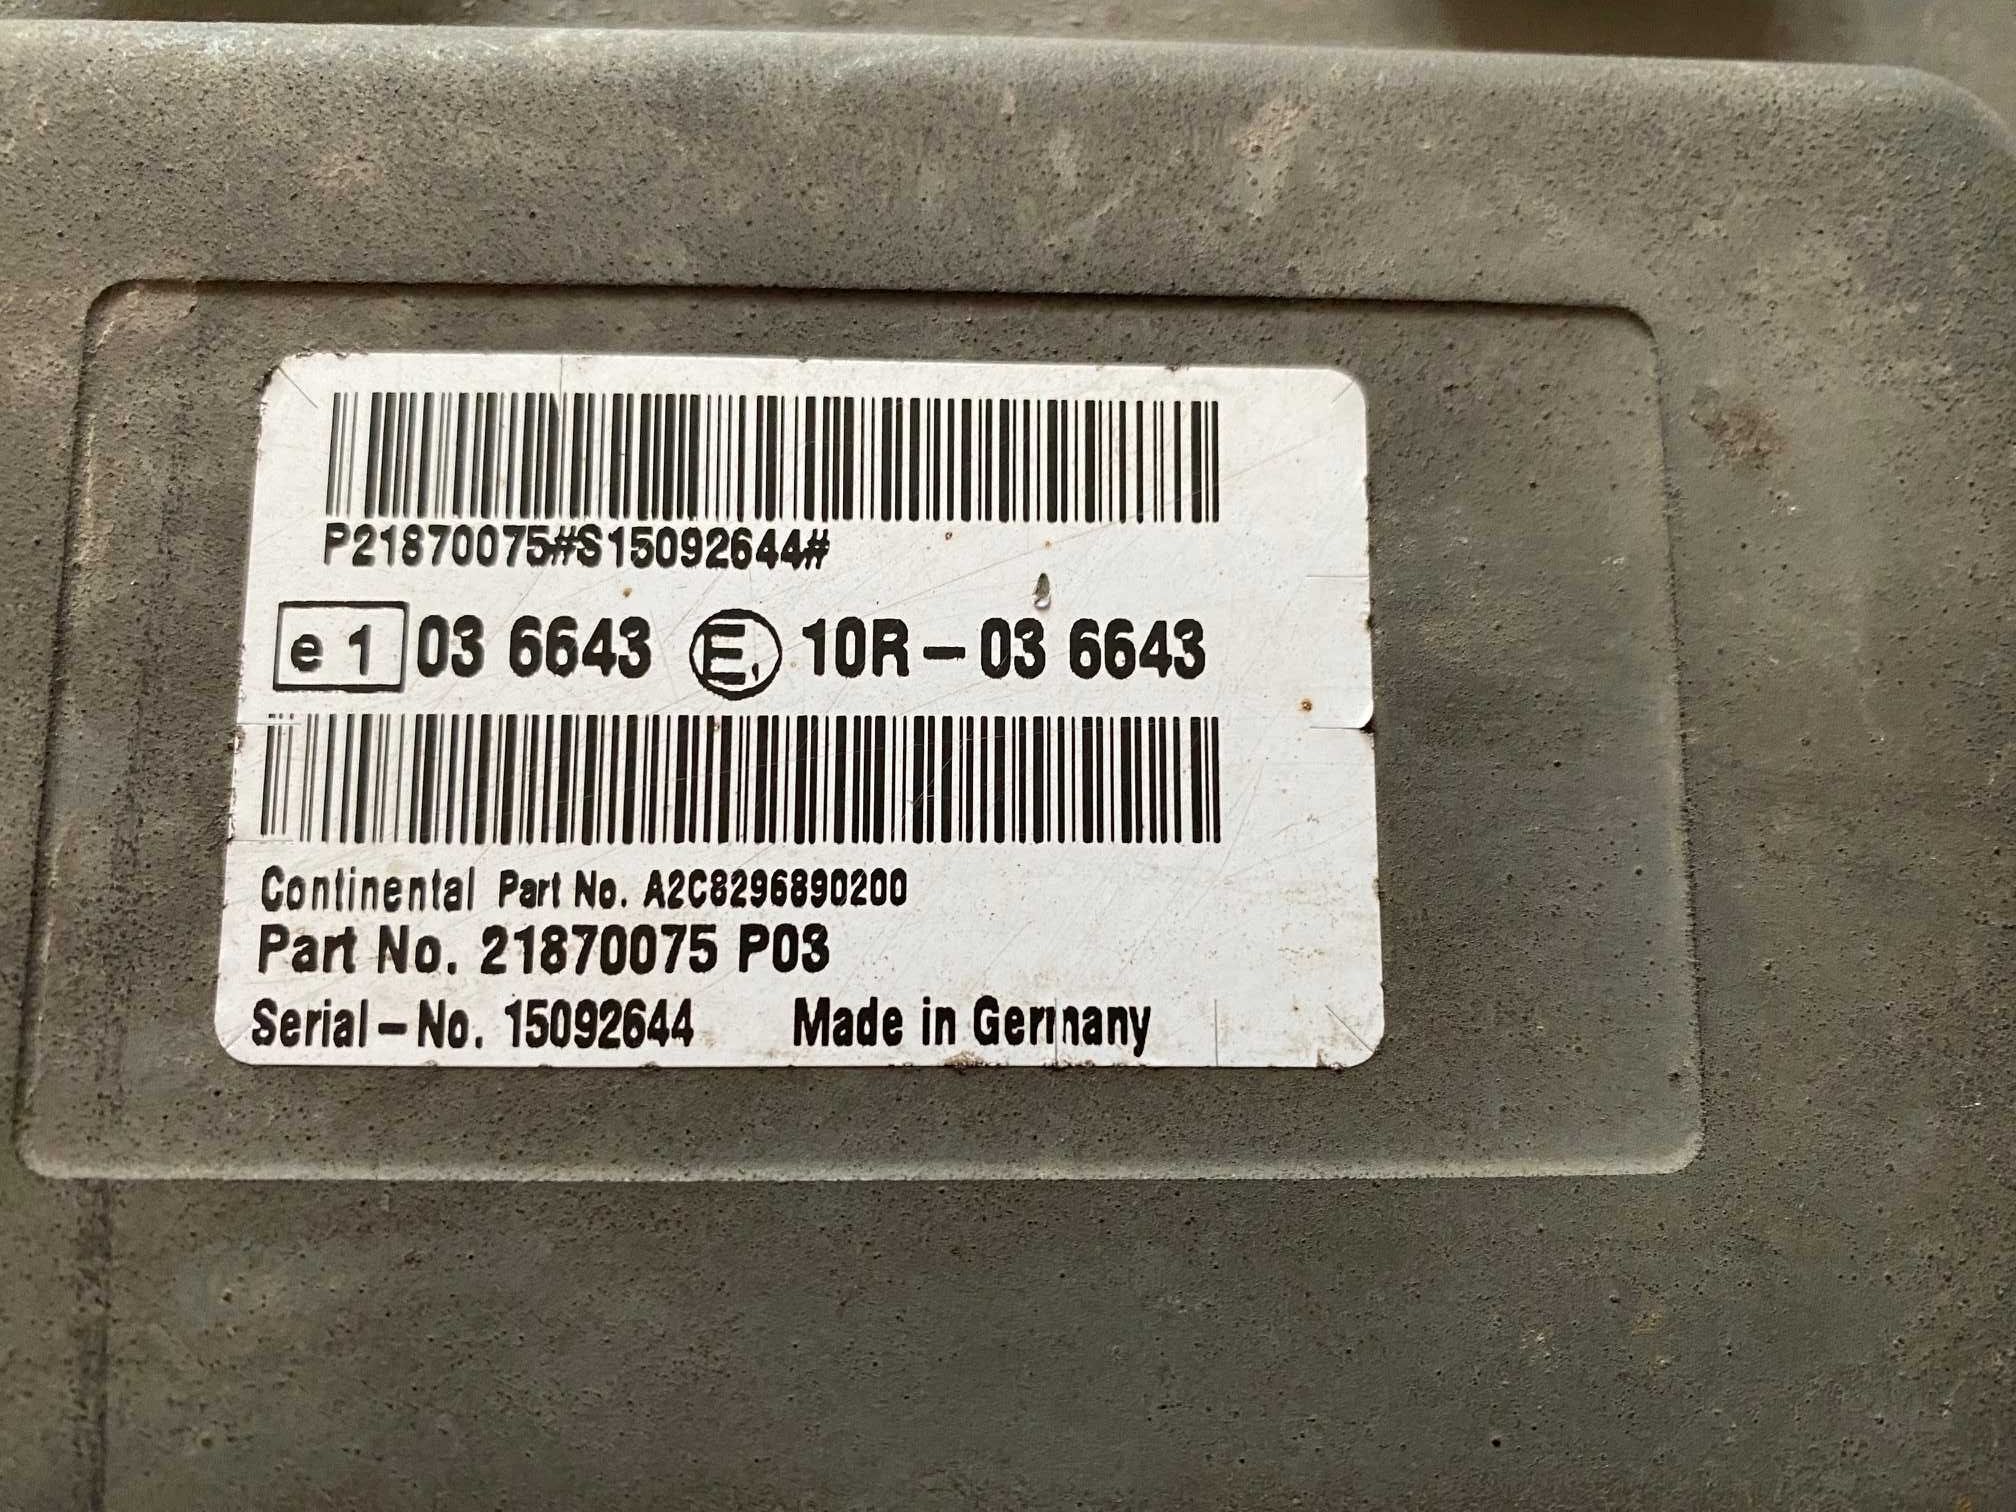 P21870075#S15092644#
e 1 03 6643 E1 10R-03 6643
Continental Part No. A2C8296890200
Part No. 21870075 P03
Serial-No. 15092644 Made in Germany